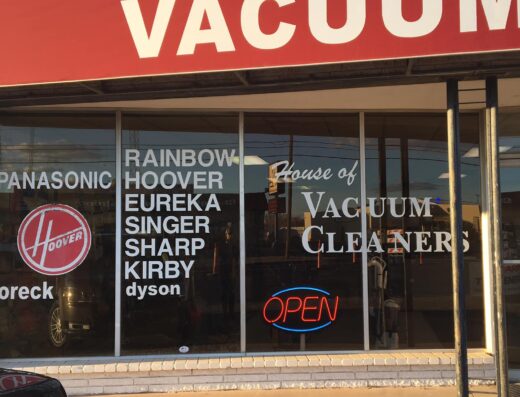 VACUUM
PANASONIC
Hoover
oreck
RAINBOW
HOOVER
EUREKA
SINGER
SHARP
KIRBY
dyson
House of
VACUUM
CLEANERS
OPEN